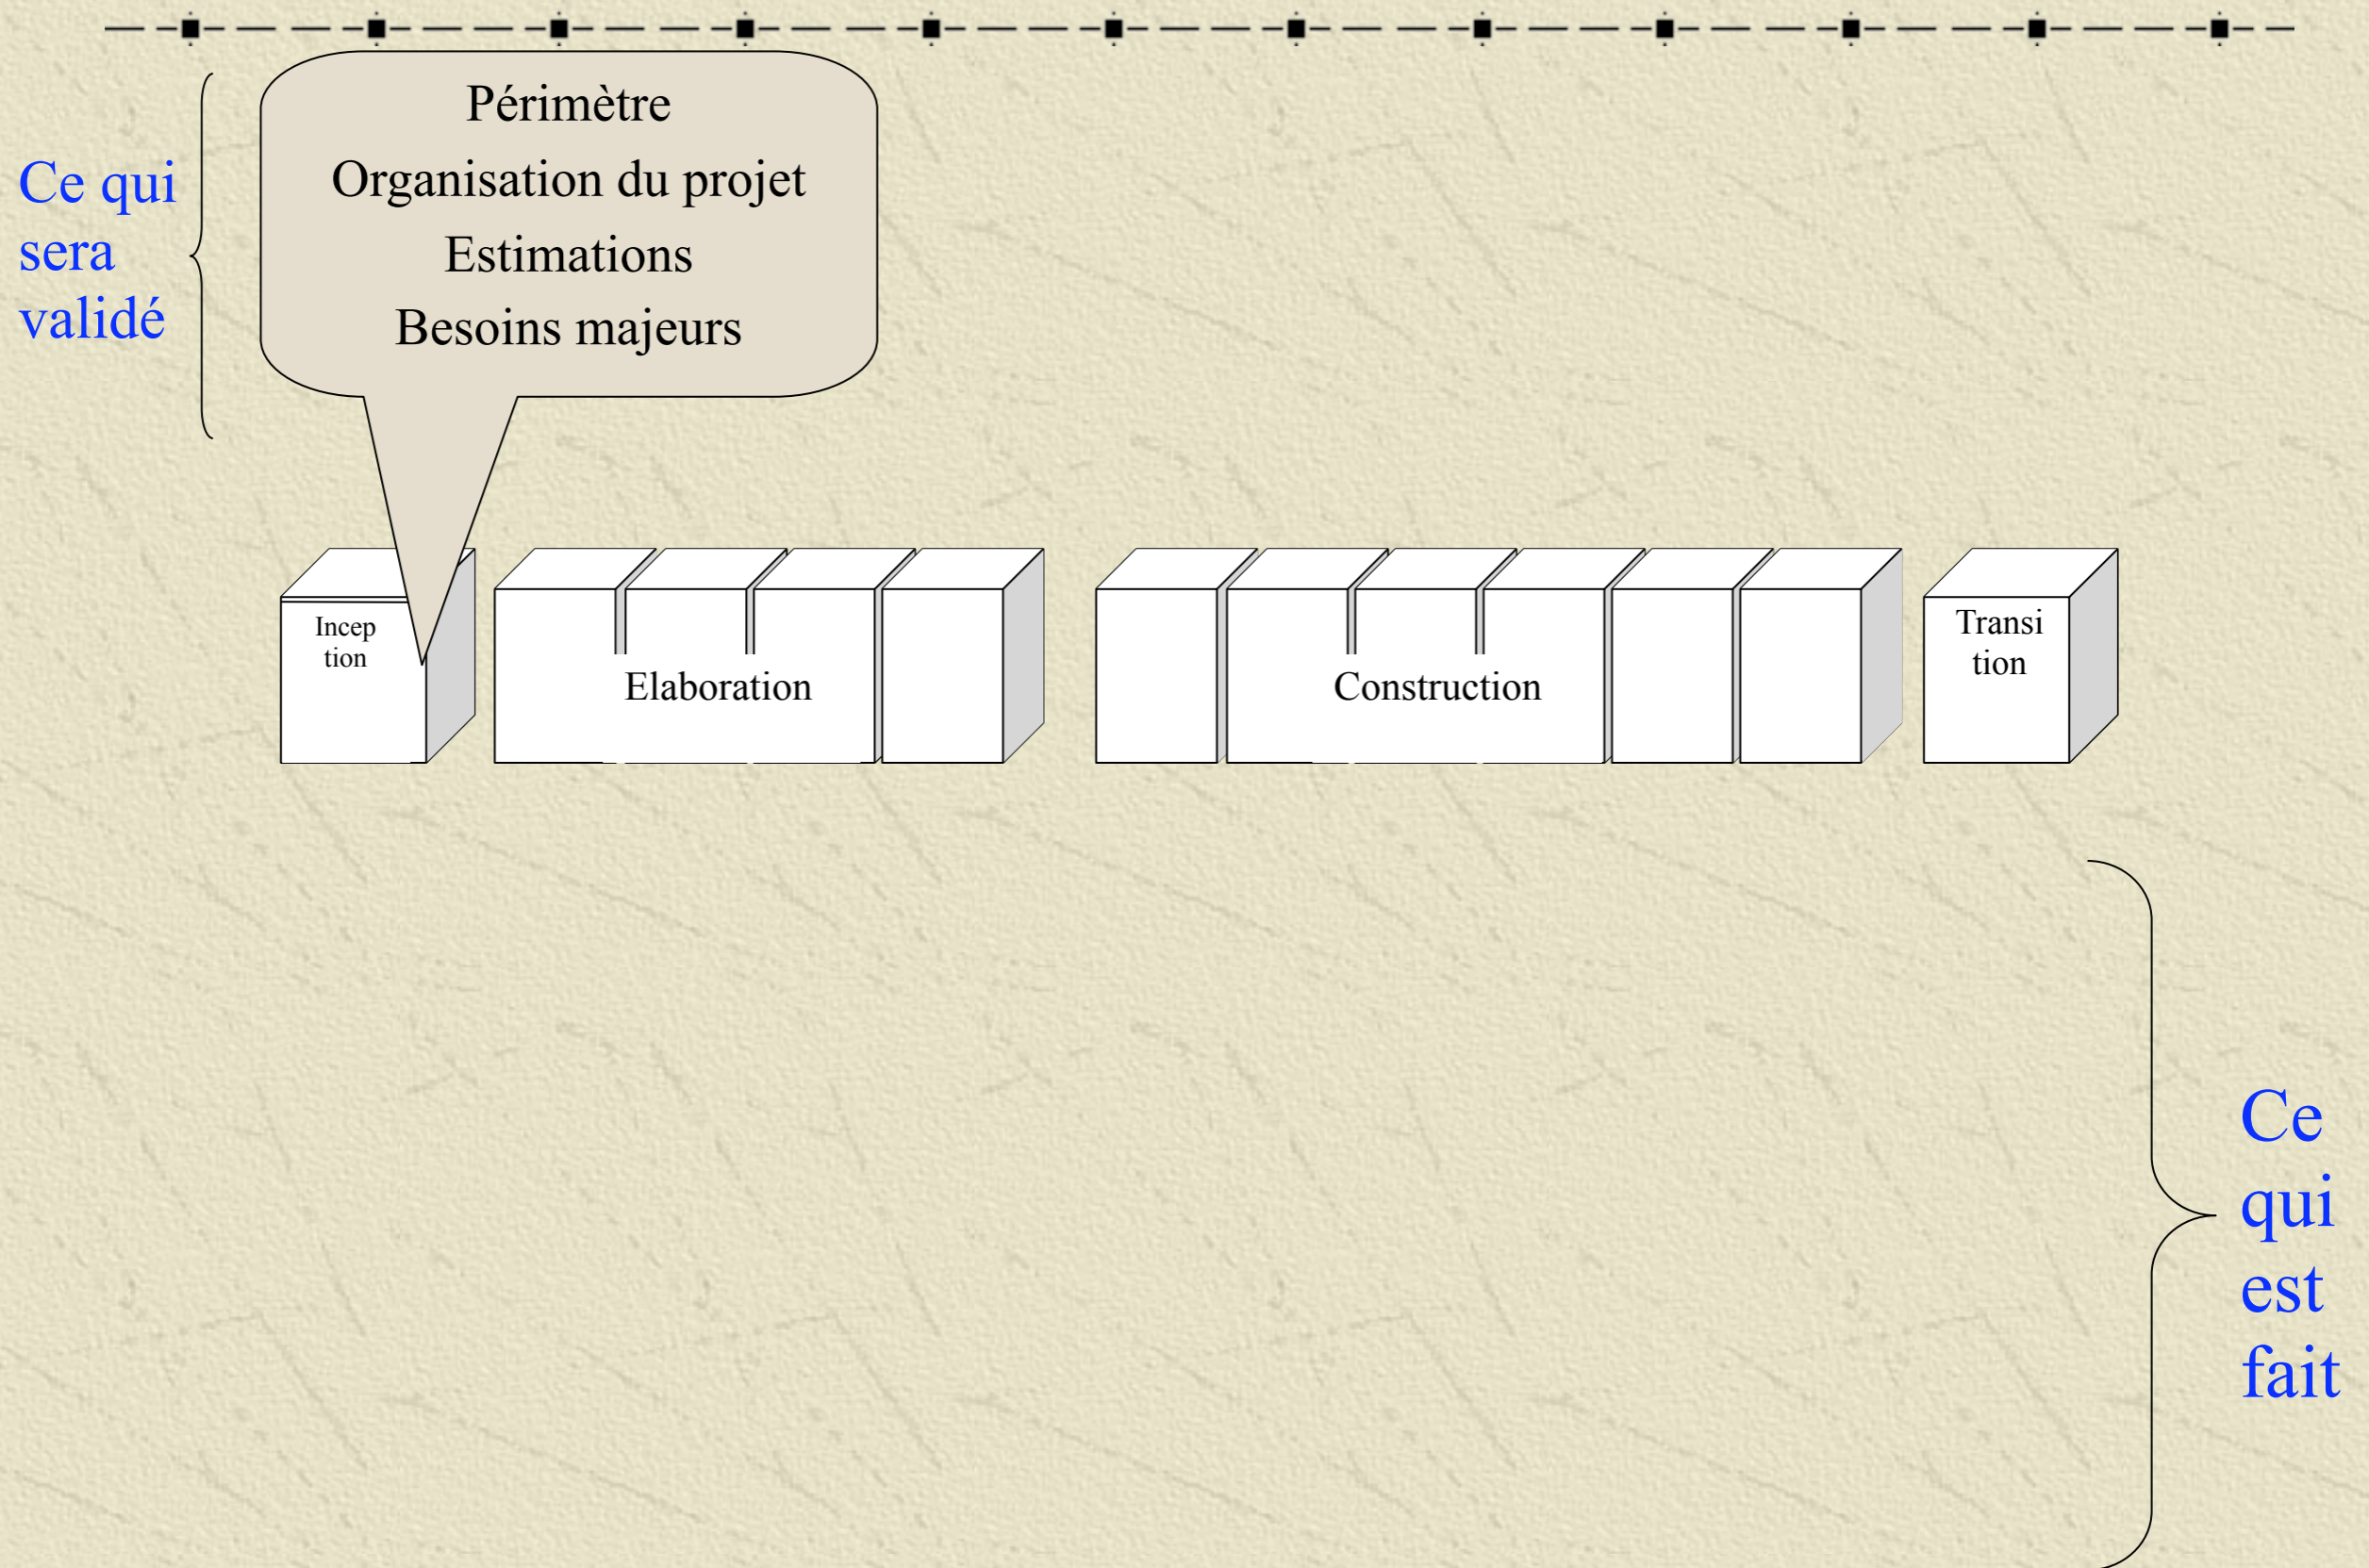 Périmètre
Organisation du projet
Estimations
Besoins majeurs
Ce qui
sera
validé
Incep
tion
Elaboration
Construction
Transi
tion
Ce
qui
est
fait